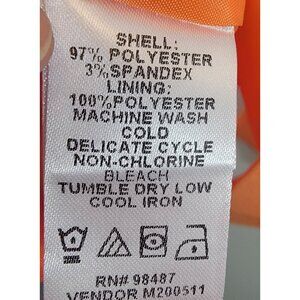 SHELL:
97% POLYESTER
3% SPANDEX
LINING:
100% POLYESTER
MACHINE WASH
COLD
DELICATE CYCLE
NON-CHLORINE
BLEACH
TUMBLE DRY LOW
COOL IRON
RN# 98487
VENDOR M200511